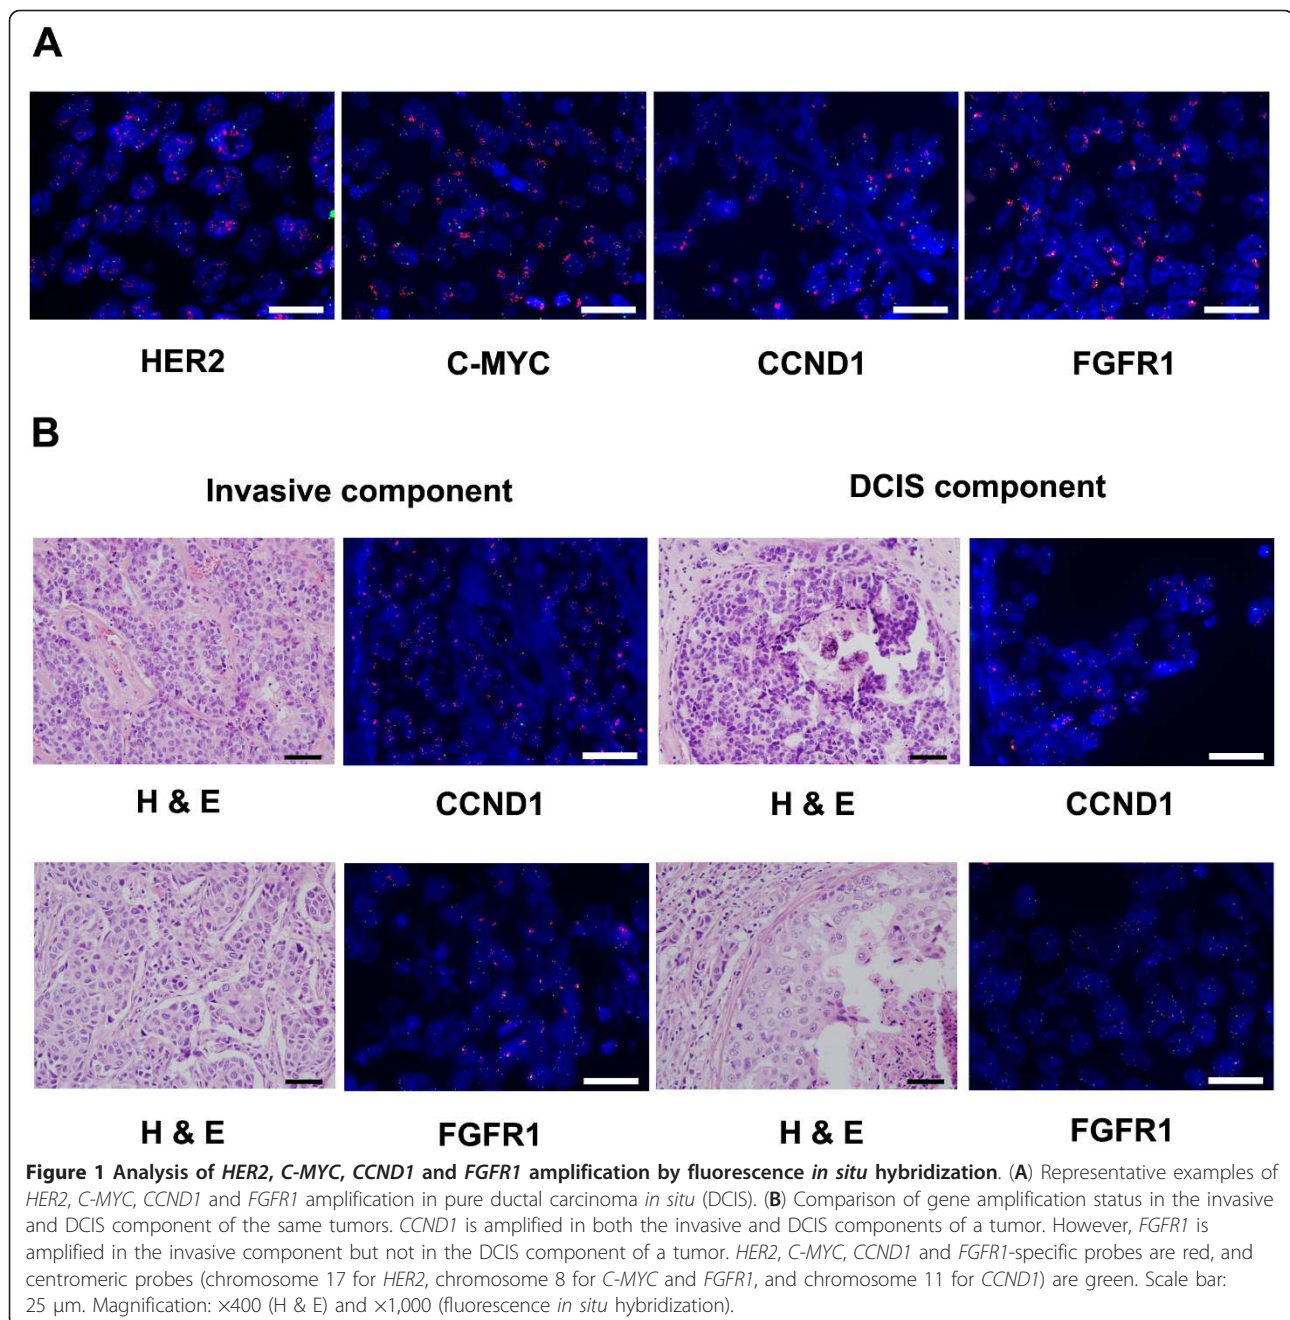 A
HER2 C-MYC CCND1 FGFR1
B
Invasive component DCIS component
H & E CCND1 H & E CCND1
H & E FGFR1 H & E FGFR1
Figure 1 Analysis of HER2, C-MYC, CCND1 and FGFR1 amplification by fluorescence in situ hybridization. (A) Representative examples of
HER2, C-MYC, CCND1 and FGFR1 amplification in pure ductal carcinoma in situ (DCIS). (B) Comparison of gene amplification status in the invasive
and DCIS component of the same tumors. CCND1 is amplified in both the invasive and DCIS components of a tumor. However, FGFR1 is
amplified in the invasive component but not in the DCIS component of a tumor. HER2, C-MYC, CCND1 and FGFR1-specific probes are red, and
centromeric probes (chromosome 17 for HER2, chromosome 8 for C-MYC and FGFR1, and chromosome 11 for CCND1) are green. Scale bar:
25 μm. Magnification: ×400 (H & E) and ×1,000 (fluorescence in situ hybridization).